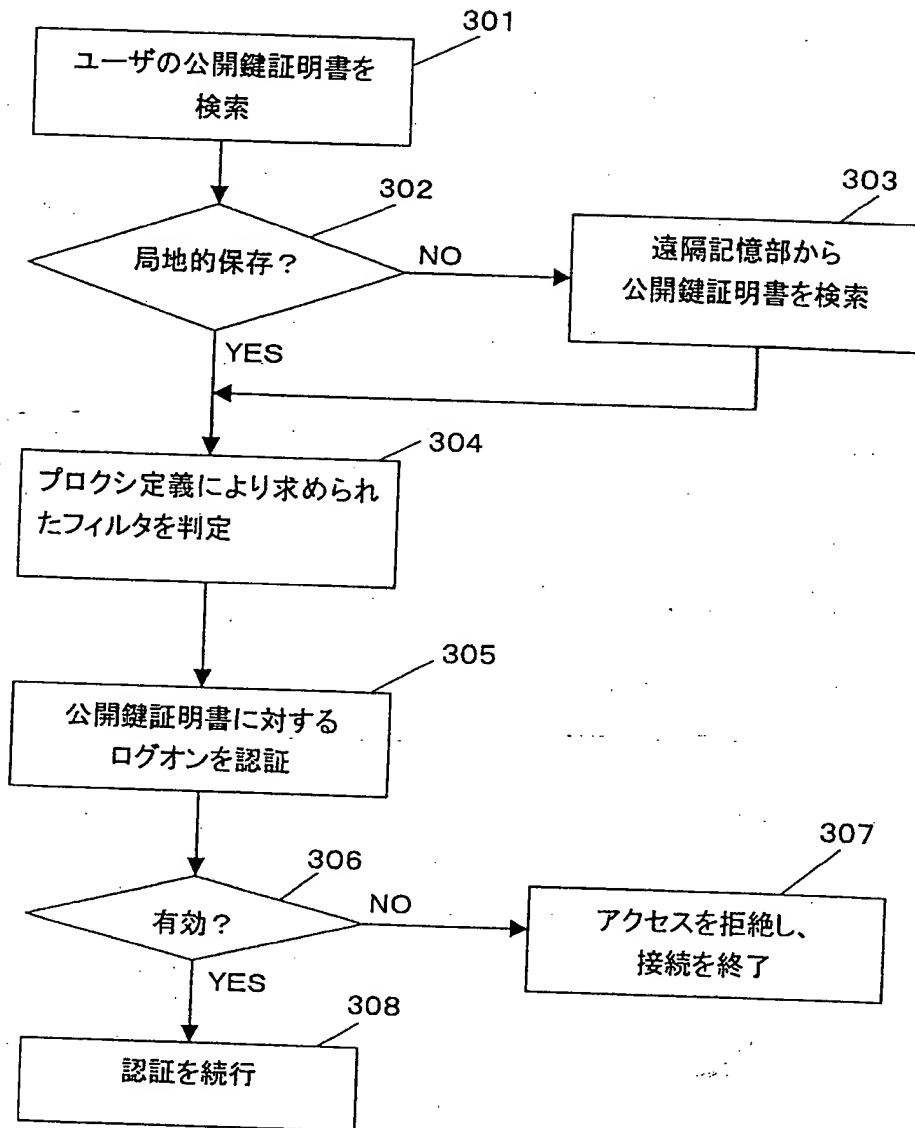 301
ユーザの公開鍵証明書を
検索
302
局地的保存？
NO
303
遠隔記憶部から
公開鍵証明書を検索
YES
304
プロクシ定義により求められ
たフィルタを判定
305
公開鍵証明書に対する
ログオンを認証
306
有効？
NO
307
アクセスを拒絶し、
接続を終了
YES
308
認証を続行